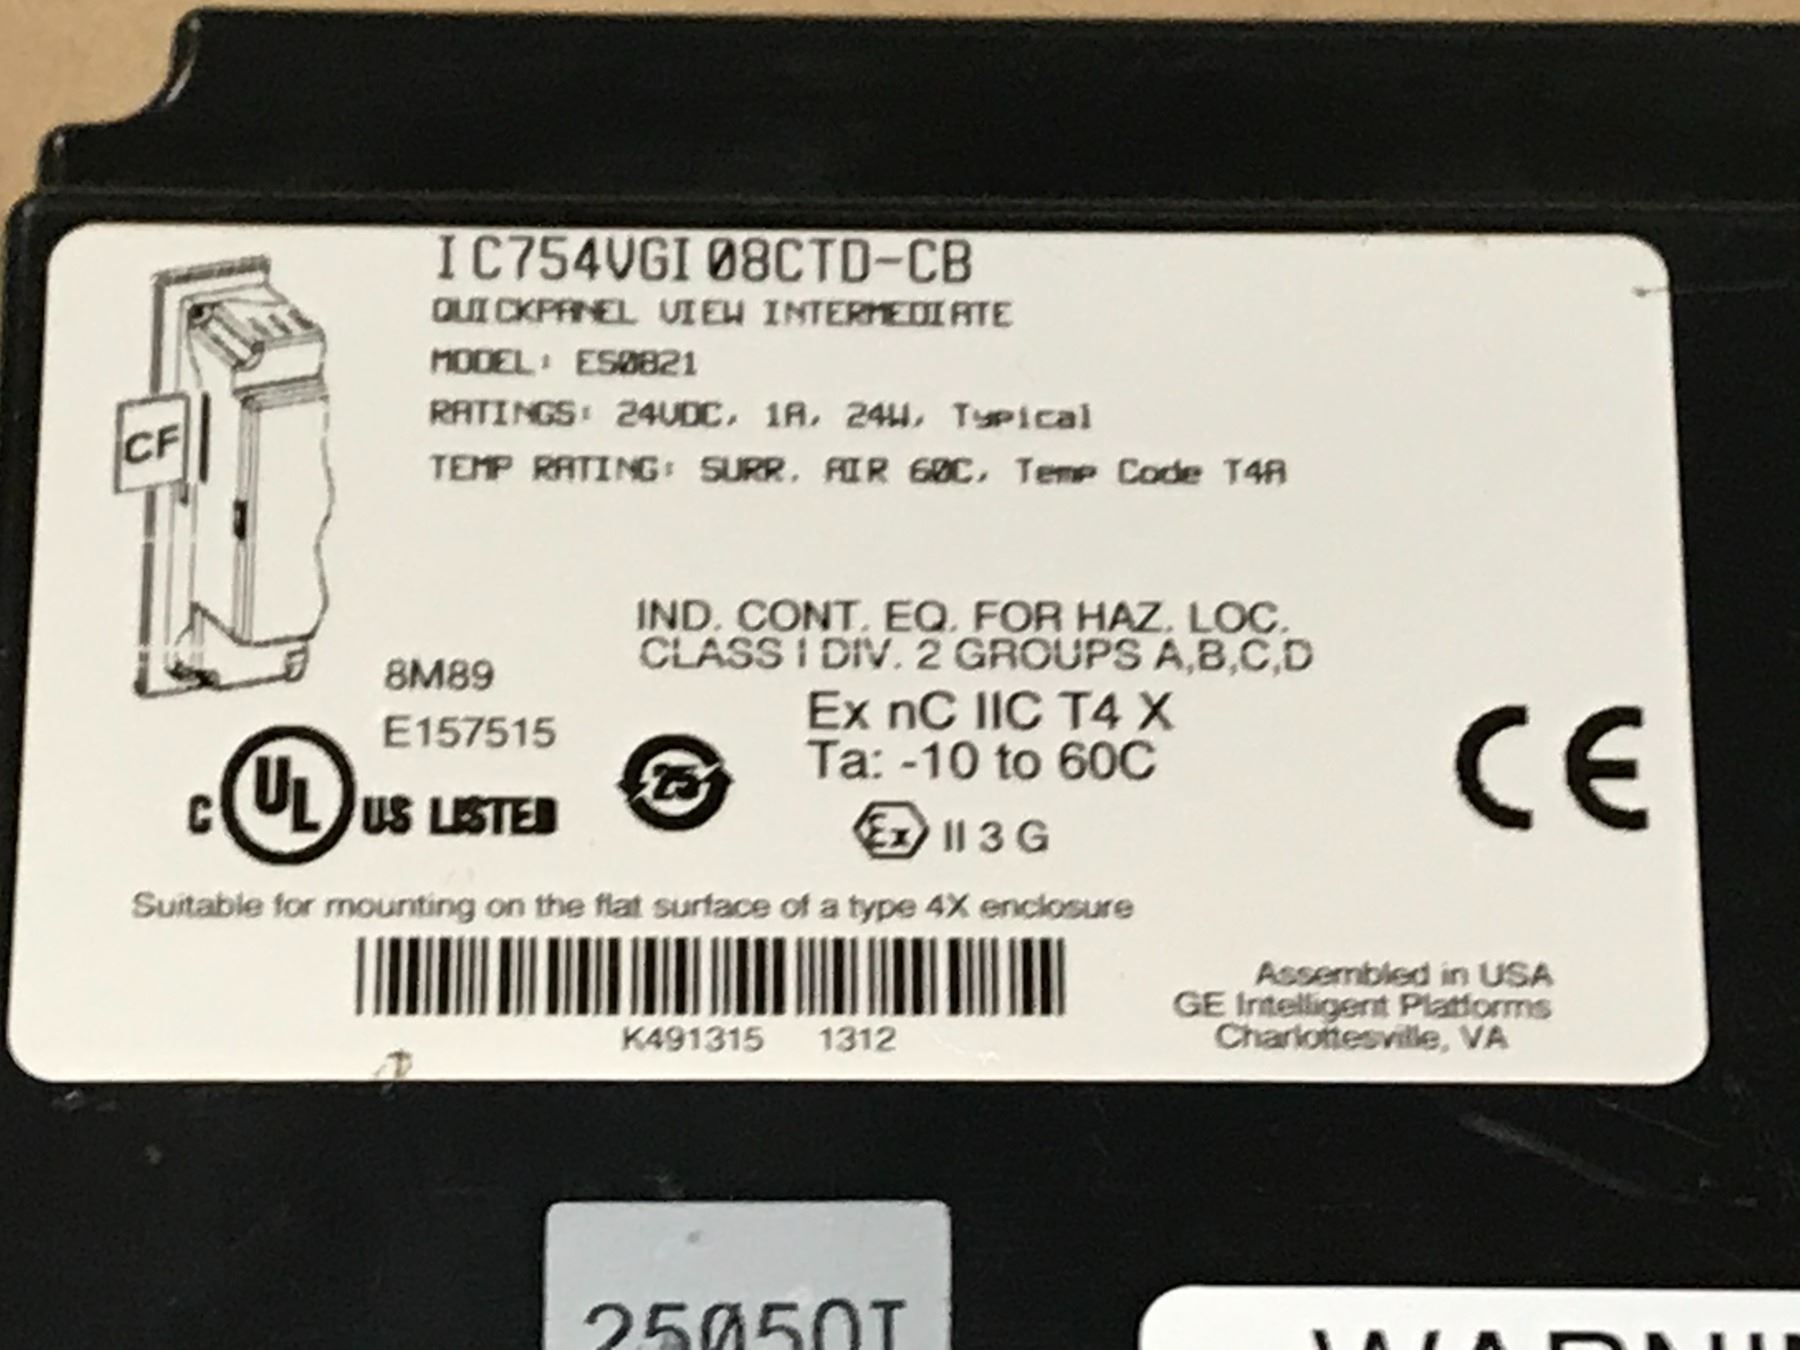 IC754VGI08CTD-CB
QUICKPANEL VIEW INTERMEDIATE
MODEL: ES0821
RATINGS: 24VDC, 1A, 24W, Typical
TEMP RATING: SURR. AIR 60C, Temp Code T4A
CF
IND. CONT. EQ. FOR HAZ. LOC.
CLASS I DIV. 2 GROUPS A,B,C,D
8M89
E157515
Ex nC IIC T4 X
Ta: -10 to 60C
C UL US LISTED
Ex II 3 G
CE
Suitable for mounting on the flat surface of a type 4X enclosure
K491315 1312
Assembled in USA
GE Intelligent Platforms
Charlottesville, VA